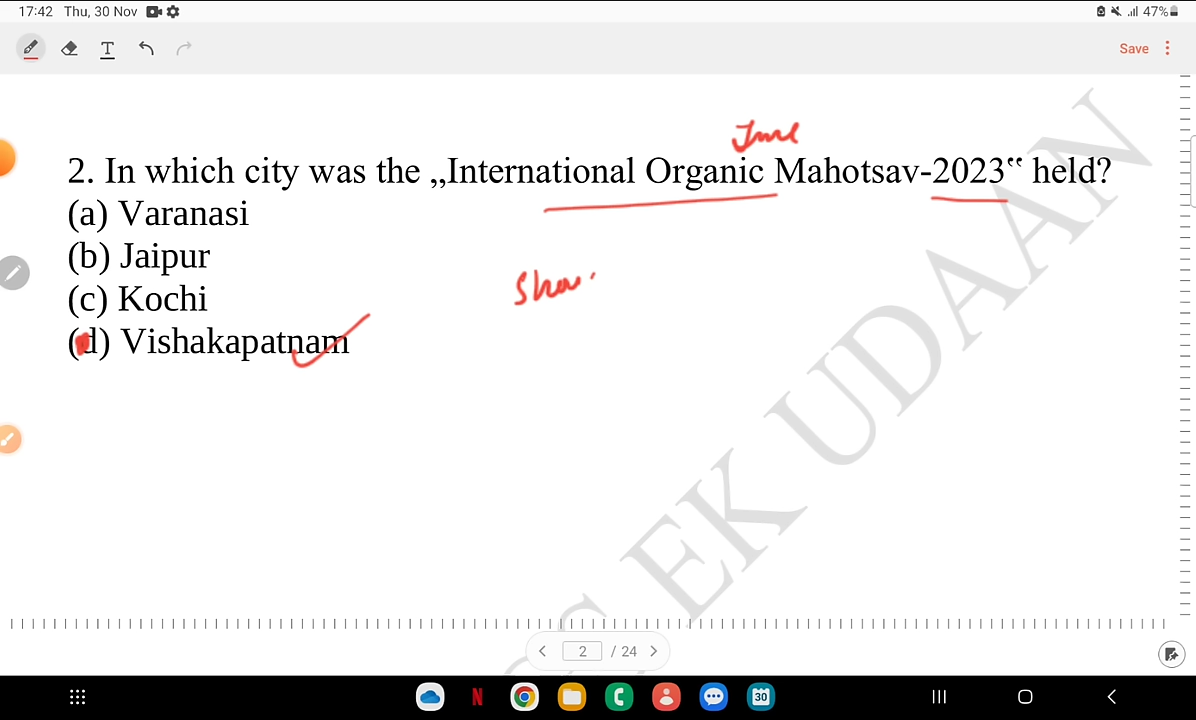 17:42 Thu, 30 Nov
47%
T
Save
June
2. In which city was the „International Organic Mahotsav-2023‟ held?
(a) Varanasi
(b) Jaipur
(c) Kochi
(d) Vishakapatnam
EK UDAAN
2 / 24
N
30